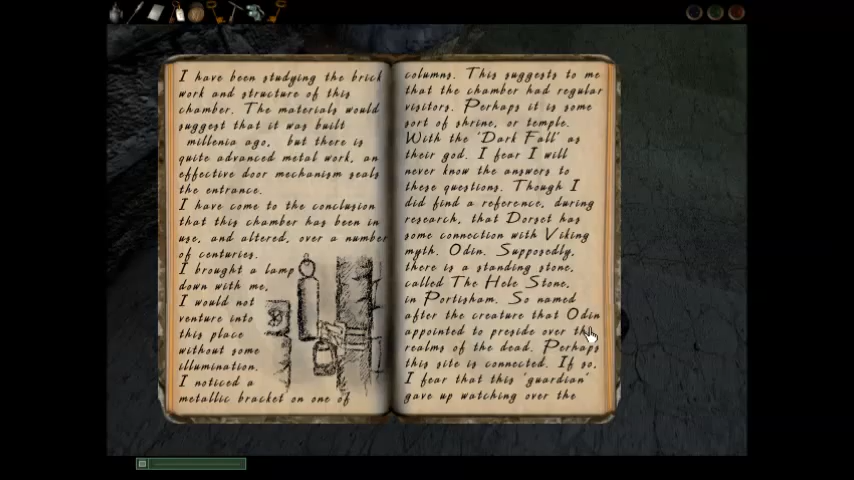 I have been studying the brick
work and structure of this
chamber. The materials would
suggest that it was built
millenia ago, but there is
quite advanced metal work, an
effective door mechanism seals
the entrance.
I have come to the conclusion
that this chamber has been in
use, and altered, over a number
of centuries.
I brought a lamp
down with me,
I would not
venture into
this place
without some
illumination.
I noticed a
metallic bracket on one of
columns. This suggests to me
that the chamber had regular
visitors. Perhaps it is some
sort of shrine, or temple.
With the 'Dark Fall' as
their god. I fear I will
never know the answers to
these questions. Though I
did find a reference, during
research, that Dorset has
some connection with Viking
myth. Odin. Supposedly,
there is a standing stone,
called The Hele Stone,
in Portisham. So named
after the creature that Odin
appointed to preside over the
realms of the dead. Perhaps
this site is connected. If so,
I fear that this 'guardian'
gave up watching over the